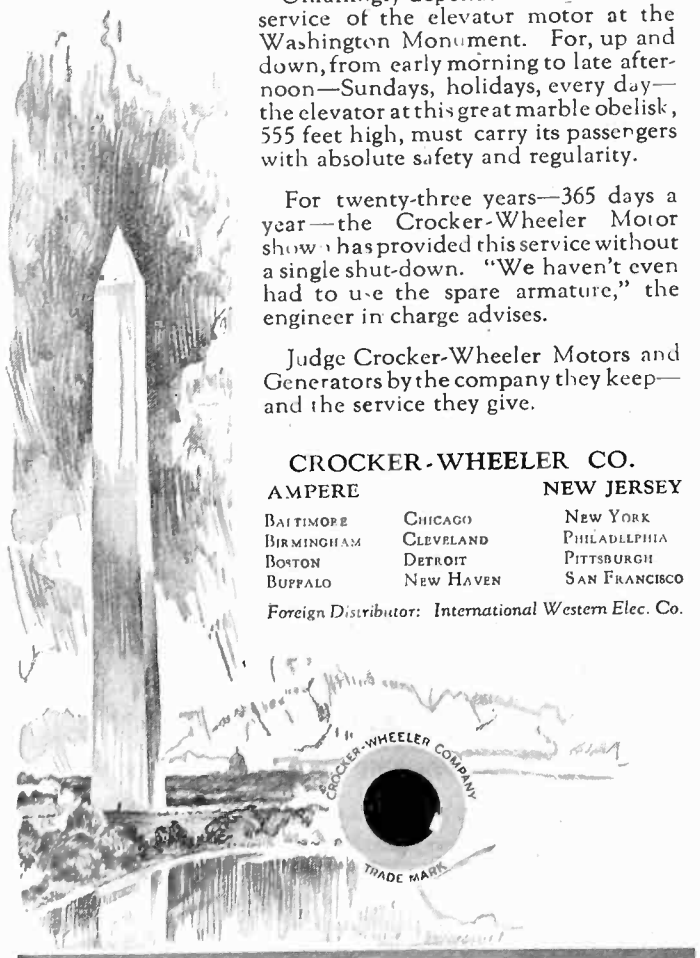 service of the elevator motor at the
Washington Monument. For, up and
down, from early morning to late after-
noon—Sundays, holidays, every day—
the elevator at this great marble obelisk,
555 feet high, must carry its passengers
with absolute safety and regularity.
For twenty-three years—365 days a
year—the Crocker-Wheeler Motor
shown has provided this service without
a single shut-down. "We haven't even
had to use the spare armature," the
engineer in charge advises.
Judge Crocker-Wheeler Motors and
Generators by the company they keep—
and the service they give.
CROCKER-WHEELER CO.
AMPERE NEW JERSEY
BALTIMORE CHICAGO NEW YORK
BIRMINGHAM CLEVELAND PHILADELPHIA
BOSTON DETROIT PITTSBURGH
BUFFALO NEW HAVEN SAN FRANCISCO
Foreign Distributor: International Western Elec. Co.
CROCKER-WHEELER COMPANY
TRADE MARK